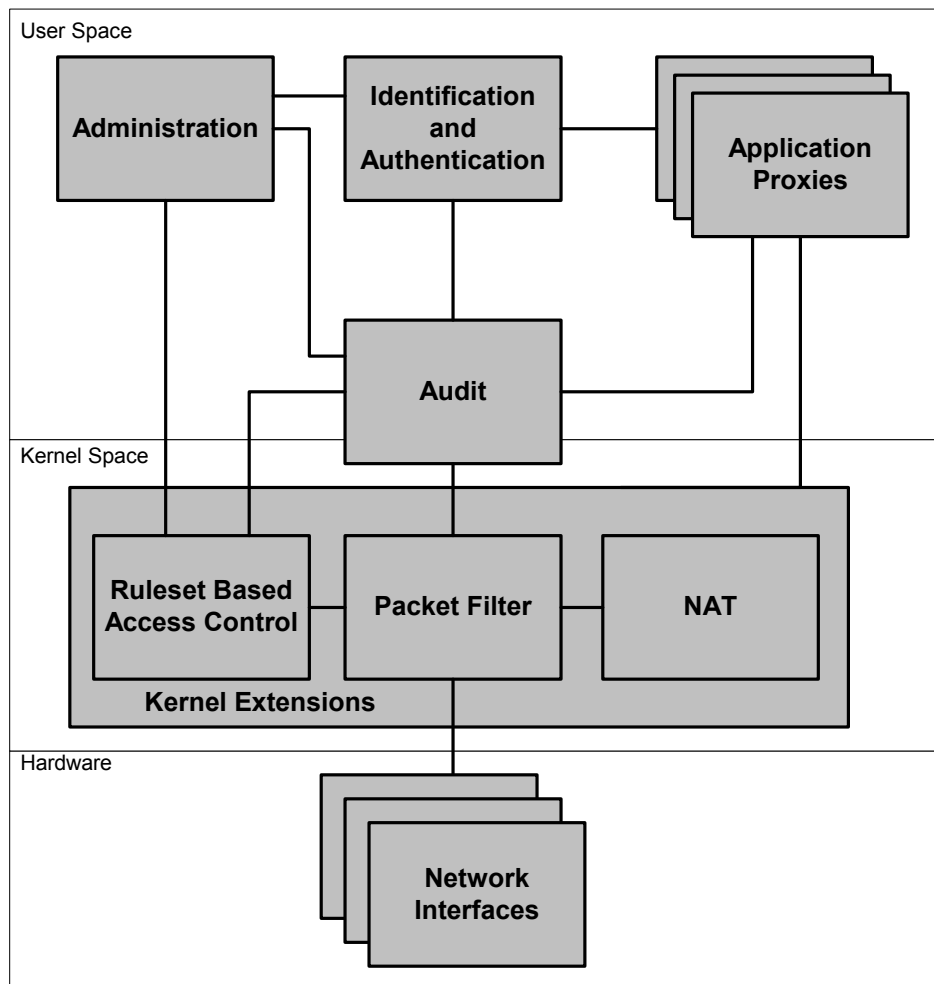 User Space
Administration
Identification
and
Authentication
Application
Proxies
Audit
Kernel Space
Ruleset Based
Access Control
Packet Filter
NAT
Kernel Extensions
Hardware
Network
Interfaces